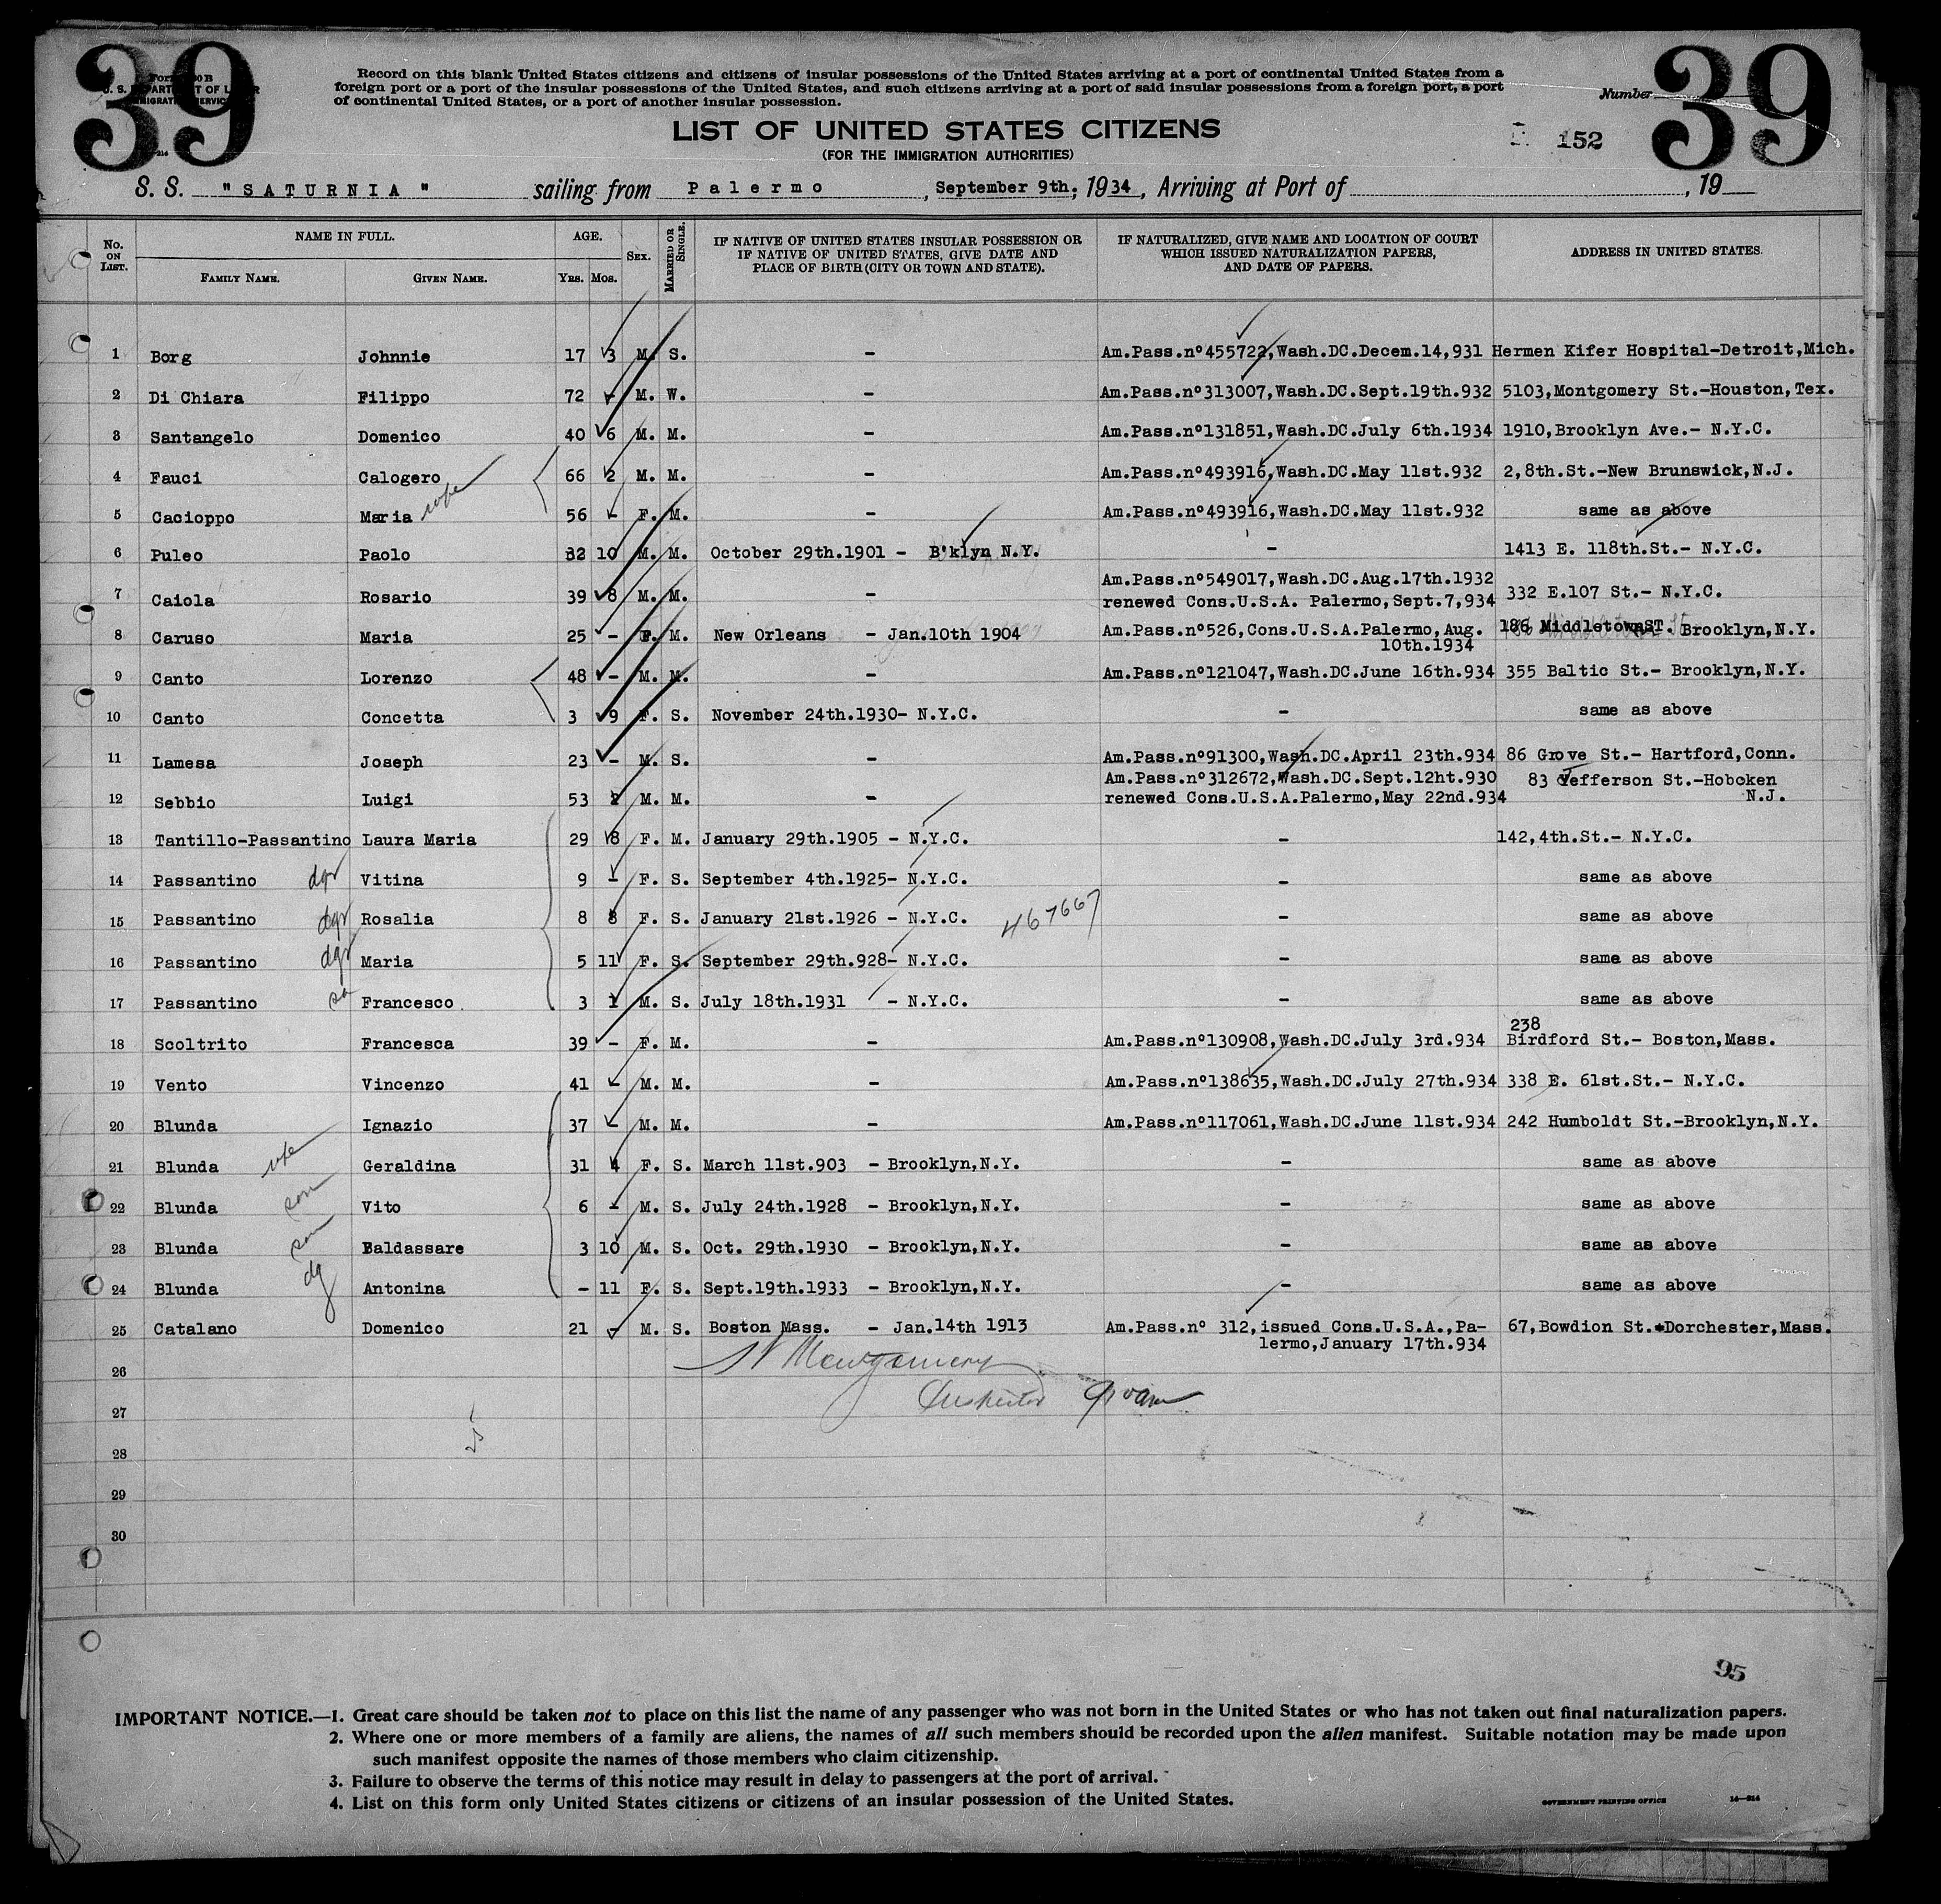 39
39
Form 630 B
U. S. DEPARTMENT OF LABOR
IMMIGRATION SERVICE
Record on this blank United States citizens and citizens of insular possessions of the United States arriving at a port of continental United States from a
foreign port or a port of the insular possessions of the United States, and such citizens arriving at a port of said insular possessions from a foreign port, a port
of continental United States, or a port of another insular possession.
Number
LIST OF UNITED STATES CITIZENS
(FOR THE IMMIGRATION AUTHORITIES)
152
S. S. "SATURNIA" sailing from Palermo, September 9th; 1934, Arriving at Port of , 19
No. ON LIST. NAME IN FULL. AGE. SEX. MARRIED OR SINGLE. IF NATIVE OF UNITED STATES INSULAR POSSESSION OR IF NATIVE OF UNITED STATES, GIVE DATE AND PLACE OF BIRTH (CITY OR TOWN AND STATE). IF NATURALIZED, GIVE NAME AND LOCATION OF COURT WHICH ISSUED NATURALIZATION PAPERS, AND DATE OF PAPERS. ADDRESS IN UNITED STATES.
FAMILY NAME. GIVEN NAME. YRS. MOS.
1 Borg Johnnie 17 3 M. S. - Am.Pass.nº455722,Wash.DC.Decem.14,931 Hermen Kifer Hospital-Detroit,Mich.
2 Di Chiara Filippo 72 - M. W. - Am.Pass.nº313007,Wash.DC.Sept.19th.932 5103,Montgomery St.-Houston,Tex.
3 Santangelo Domenico 40 6 M. M. - Am.Pass.nº131851,Wash.DC.July 6th.1934 1910,Brooklyn Ave.- N.Y.C.
4 Fauci Calogero 66 2 M. M. - Am.Pass.nº493916,Wash.DC.May 11st.932 2,8th.St.-New Brunswick,N.J.
5 Cacioppo Maria wife 56 - F. M. - Am.Pass.nº493916,Wash.DC.May 11st.932 same as above
6 Puleo Paolo 32 10 M. M. October 29th.1901 - B'klyn N.Y. - 1413 E. 118th.St.- N.Y.C.
7 Caiola Rosario 39 8 M. M. - Am.Pass.nº549017,Wash.DC.Aug.17th.1932 332 E.107 St.- N.Y.C.
renewed Cons.U.S.A. Palermo,Sept.7,934
8 Caruso Maria 25 - F. M. New Orleans - Jan.10th 1904 Am.Pass.nº526,Cons.U.S.A.Palermo,Aug. 186 MiddletownST. Brooklyn,N.Y.
10th.1934
9 Canto Lorenzo 48 - M. M. - Am.Pass.nº121047,Wash.DC.June 16th.934 355 Baltic St.- Brooklyn,N.Y.
10 Canto Concetta 3 9 F. S. November 24th.1930- N.Y.C. - same as above
11 Lamesa Joseph 23 - M. S. - Am.Pass.nº91300,Wash.DC.April 23th.934 86 Grove St.- Hartford,Conn.
12 Sebbio Luigi 53 2 M. M. - Am.Pass.nº312672,Wash.DC.Sept.12ht.930 83 Jefferson St.-Hoboken
renewed Cons.U.S.A.Palermo,May 22nd.934 N.J.
13 Tantillo-Passantino Laura Maria 29 8 F. M. January 29th.1905 - N.Y.C. - 142,4th.St.- N.Y.C.
14 Passantino dgr Vitina 9 - F. S. September 4th.1925- N.Y.C. - same as above
15 Passantino dgr Rosalia 8 8 F. S. January 21st.1926 - N.Y.C. 467667 - same as above
16 Passantino dgr Maria 5 11 F. S. September 29th.928- N.Y.C. - same as above
17 Passantino Francesco 3 1 M. S. July 18th.1931 - N.Y.C. - same as above
18 Scoltrito Francesca 39 - F. M. - Am.Pass.nº130908,Wash.DC.July 3rd.934 238 Birdford St.- Boston,Mass.
19 Vento Vincenzo 41 - M. M. - Am.Pass.nº138635,Wash.DC.July 27th.934 338 E. 61st.St.- N.Y.C.
20 Blunda Ignazio 37 - M. M. - Am.Pass.nº117061,Wash.DC.June 11st.934 242 Humboldt St.-Brooklyn,N.Y.
21 Blunda wife Geraldina 31 4 F. S. March 11st.903 - Brooklyn,N.Y. - same as above
22 Blunda son Vito 6 - M. S. July 24th.1928 - Brooklyn,N.Y. - same as above
23 Blunda son Baldassare 3 10 M. S. Oct. 29th.1930 - Brooklyn,N.Y. - same as above
24 Blunda dg Antonina - 11 F. S. Sept.19th.1933 - Brooklyn,N.Y. - same as above
25 Catalano Domenico 21 - M. S. Boston Mass. - Jan.14th 1913 Am.Pass.nº 312,issued Cons.U.S.A.,Pa- 67,Bowdion St.-Dorchester,Mass.
lermo,January 17th.934
26 Montgomery
27 Inspector
28
29
30
95
IMPORTANT NOTICE.—1. Great care should be taken not to place on this list the name of any passenger who was not born in the United States or who has not taken out final naturalization papers.
2. Where one or more members of a family are aliens, the names of all such members should be recorded upon the alien manifest. Suitable notation may be made upon
such manifest opposite the names of those members who claim citizenship.
3. Failure to observe the terms of this notice may result in delay to passengers at the port of arrival.
4. List on this form only United States citizens or citizens of an insular possession of the United States.
GOVERNMENT PRINTING OFFICE 14—214